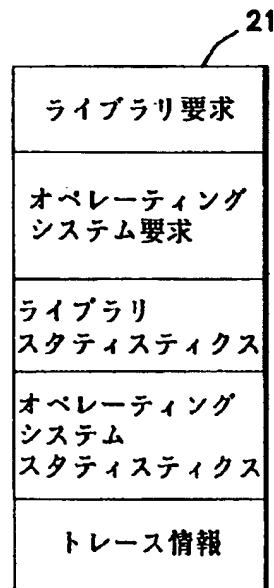 21
ライブラリ要求
オペレーティング
システム要求
ライブラリ
スタティスティクス
オペレーティング
システム
スタティスティクス
トレース情報